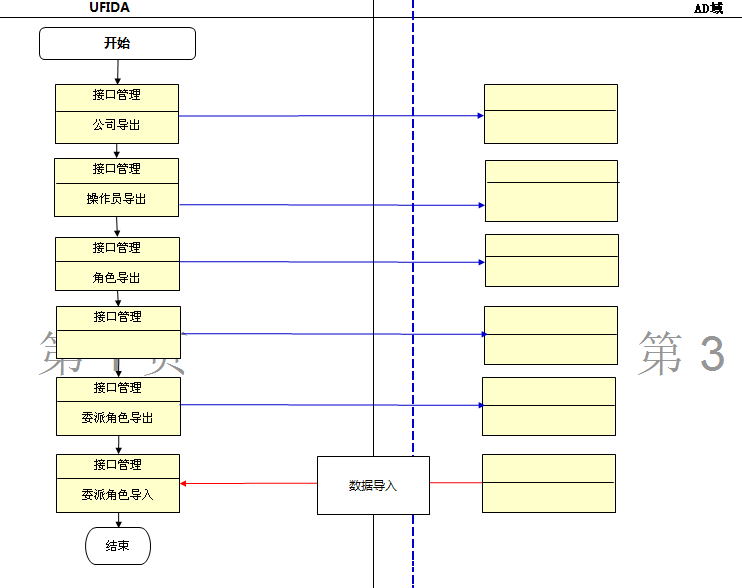 UFIDA
AD域
开始
接口管理
公司导出
接口管理
操作员导出
接口管理
角色导出
接口管理
第 1 页
第 3
接口管理
委派角色导出
接口管理
委派角色导入
数据导入
结束